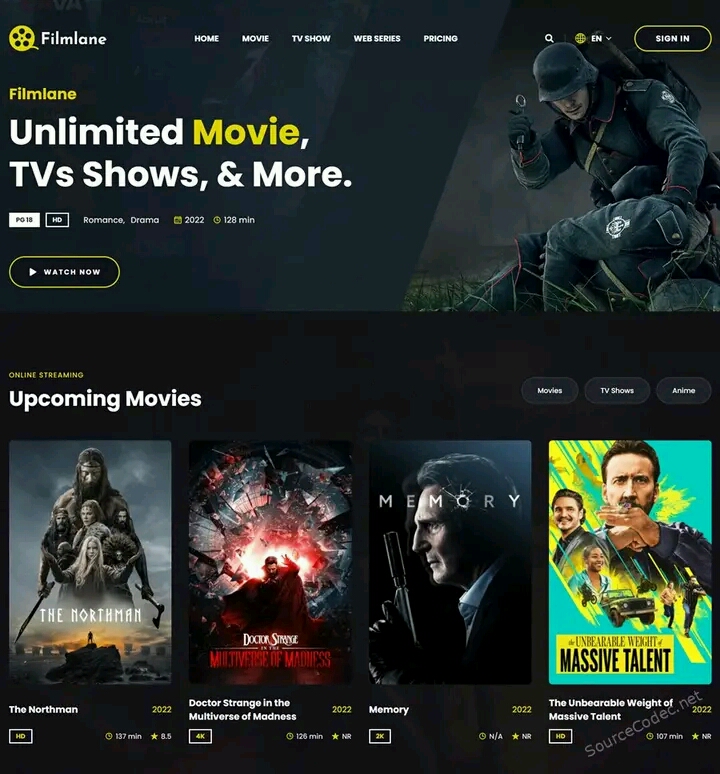 Filmlane
HOME MOVIE TV SHOW WEB SERIES PRICING
EN
SIGN IN
Filmlane
Unlimited Movie,
TVs Shows, & More.
PG 18 HD Romance, Drama 2022 128 min
WATCH NOW
ONLINE STREAMING
Upcoming Movies
Movies TV Shows Anime
THE NORTHMAN
DOCTOR STRANGE
IN THE
MULTIVERSE OF MADNESS
MEMORY
the UNBEARABLE WEIGHT of
MASSIVE TALENT
The Northman 2022
HD 137 min 8.5
Doctor Strange in the
Multiverse of Madness 2022
4K 126 min NR
Memory 2022
2K N/A NR
The Unbearable Weight of
Massive Talent 2022
HD 107 min NR
SourceCodec.net